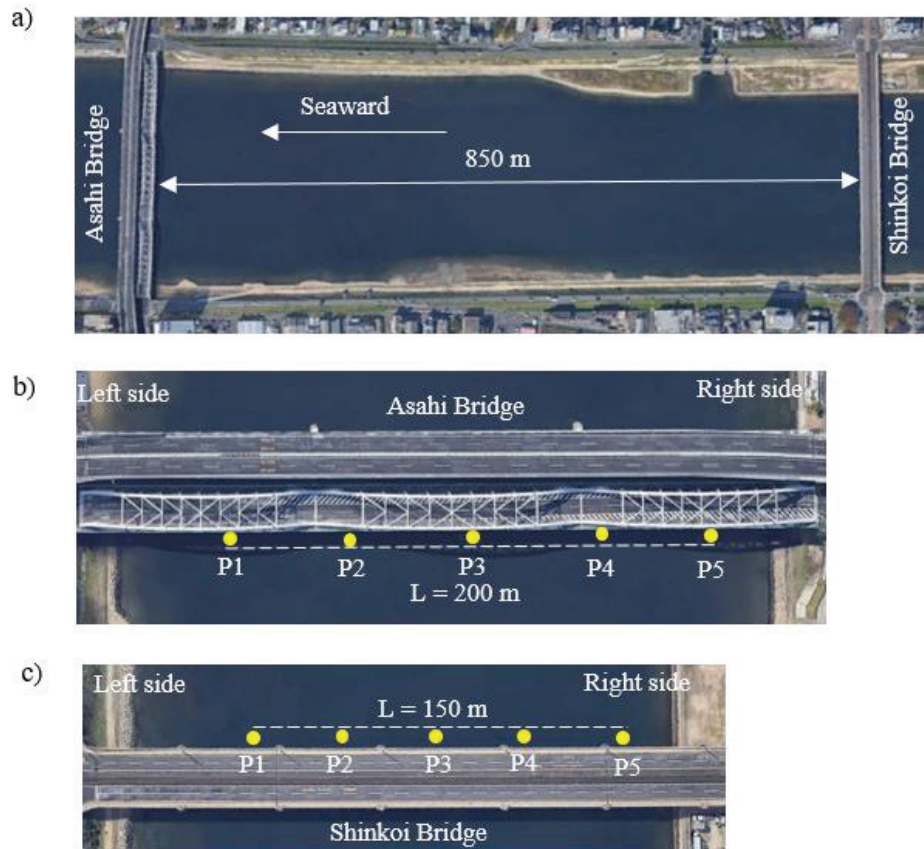 a)
Seaward
850 m
Asahi Bridge
Shinkoi Bridge
b)
Left side
Right side
Asahi Bridge
P1
P2
P3
P4
P5
L = 200 m
c)
Left side
Right side
L = 150 m
P1
P2
P3
P4
P5
Shinkoi Bridge